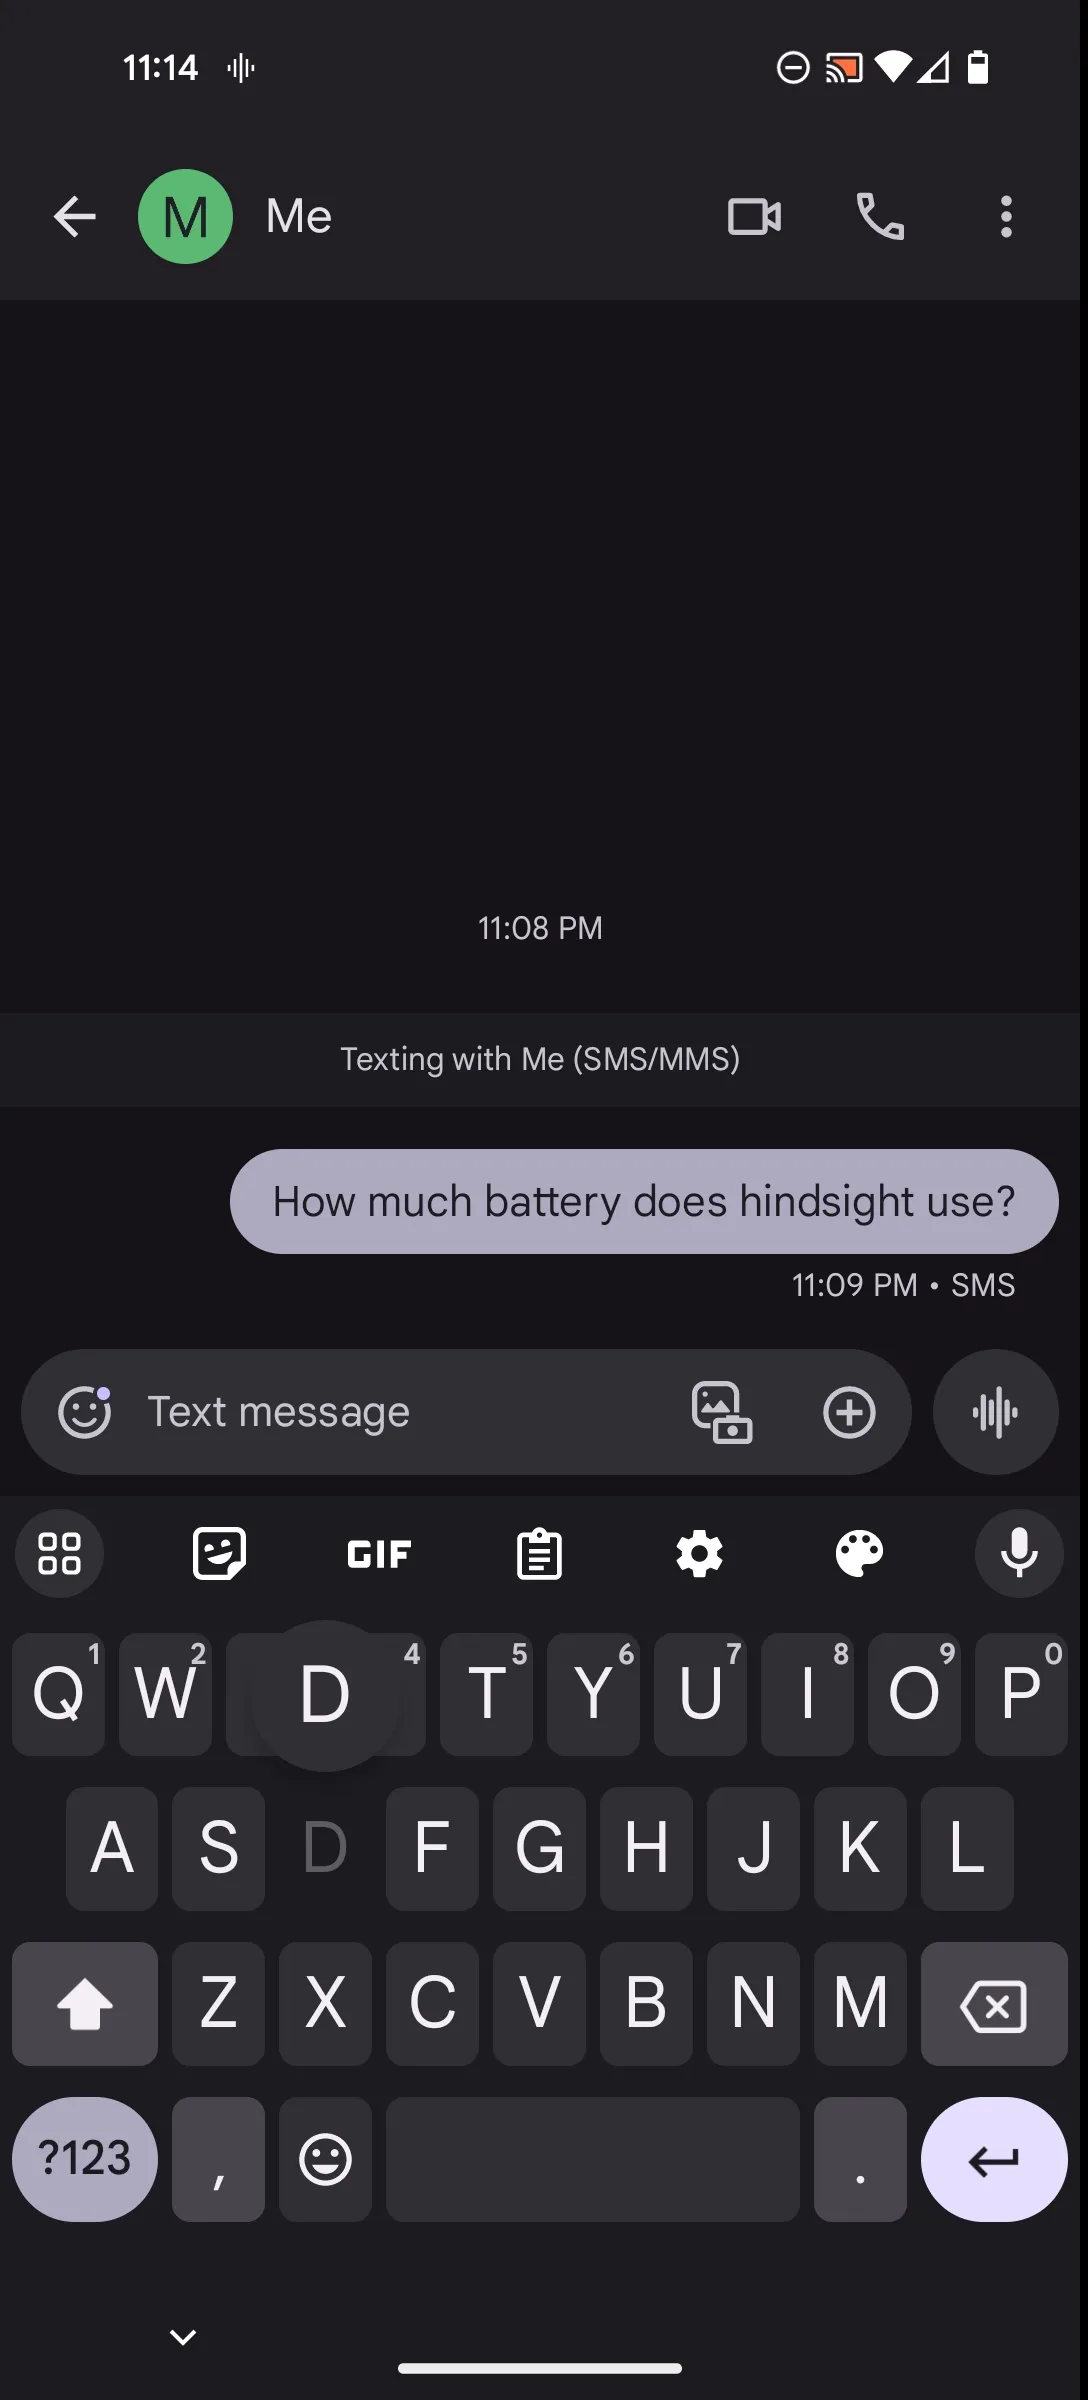 11:14
M Me
11:08 PM
Texting with Me (SMS/MMS)
How much battery does hindsight use?
11:09 PM • SMS
Text message
GIF
Q 1 W 2 D 4 T 5 Y 6 U 7 I 8 O 9 P 0
A S D F G H J K L
Z X C V B N M
?123 , .